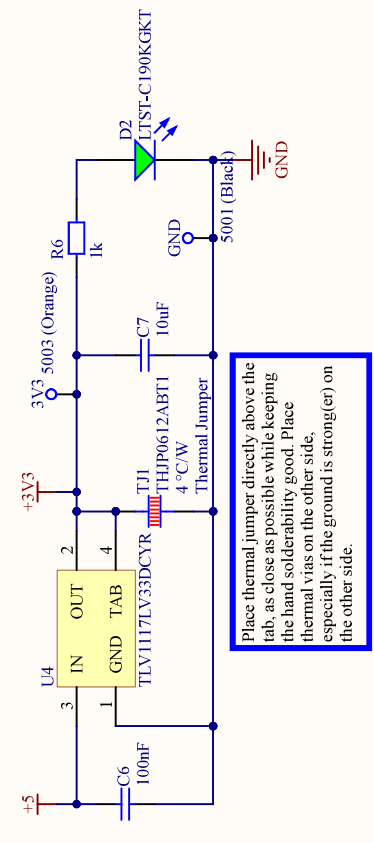 +5
C6
100nF
U4
3
IN
OUT
2
1
GND
TAB
4
TLV1117LV33DCYR
+3V3
TJ1
THJP0612ABT1
4 °C/W
Thermal Jumper
3V3
5003 (Orange)
C7
10uF
R6
1k
GND
5001 (Black)
D2
LTST-C190KGKT
GND
Place thermal jumper directly above the
tab, as close as possible while keeping
the hand solderability good. Place
thermal vias on the other side,
especially if the ground is strong(er) on
the other side.